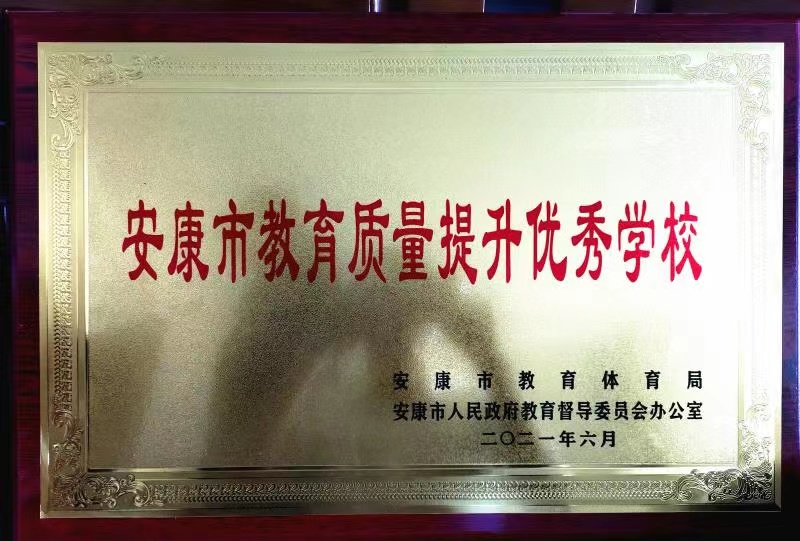 安康市教育质量提升优秀学校
安康市教育体育局
安康市人民政府教育督导委员会办公室
二〇二一年六月